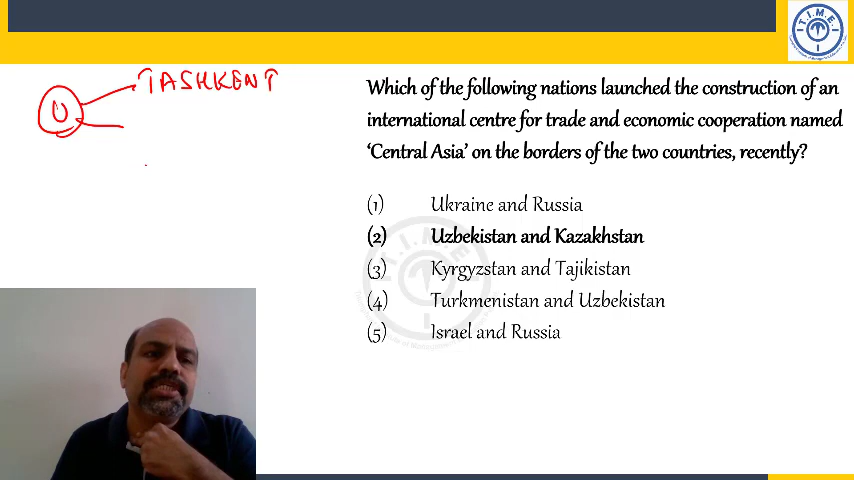 T.I.M.E.
TASHKENT
U
Which of the following nations launched the construction of an
international centre for trade and economic cooperation named
‘Central Asia’ on the borders of the two countries, recently?
(1) Ukraine and Russia
(2) Uzbekistan and Kazakhstan
(3) Kyrgyzstan and Tajikistan
(4) Turkmenistan and Uzbekistan
(5) Israel and Russia